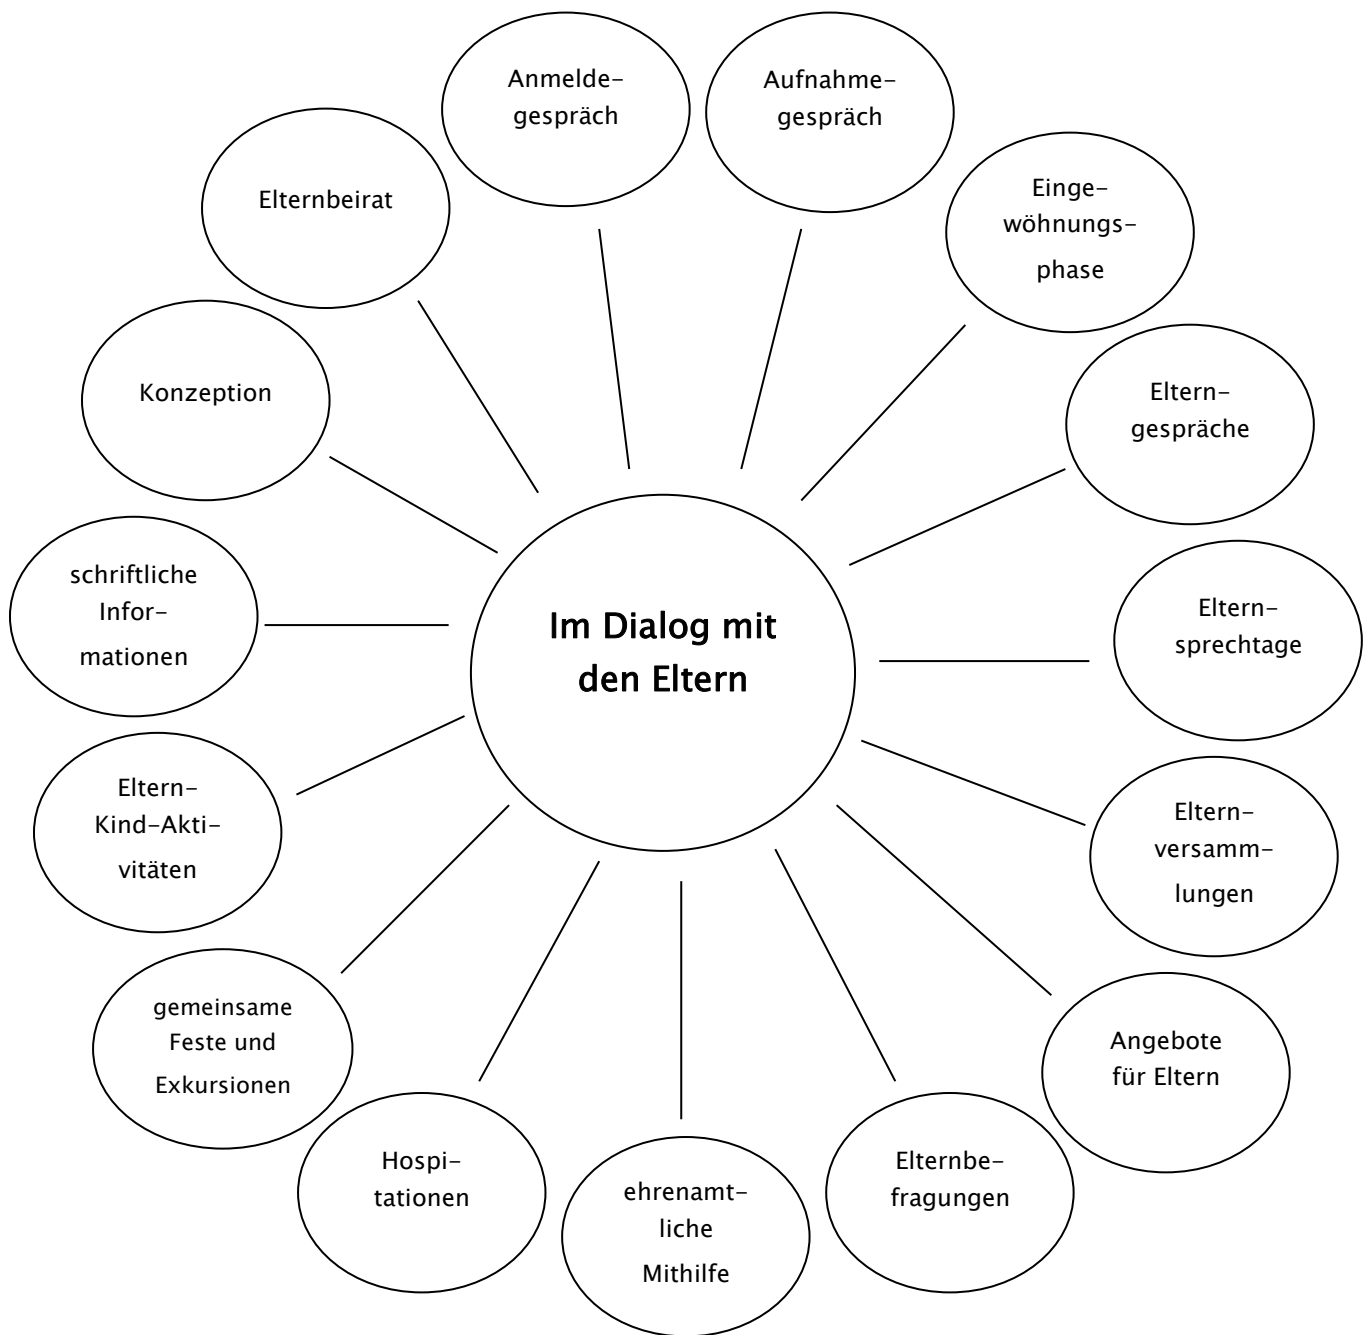 Anmelde-
gespräch
Aufnahme-
gespräch
Einge-
wöhnungs-
phase
Eltern-
gespräche
Eltern-
sprechtage
Eltern-
versamm-
lungen
Angebote
für Eltern
Elternbe-
fragungen
ehrenamt-
liche
Mithilfe
Hospi-
tationen
gemeinsame
Feste und
Exkursionen
Eltern-
Kind-Akti-
vitäten
schriftliche
Infor-
mationen
Konzeption
Elternbeirat
Im Dialog mit
den Eltern